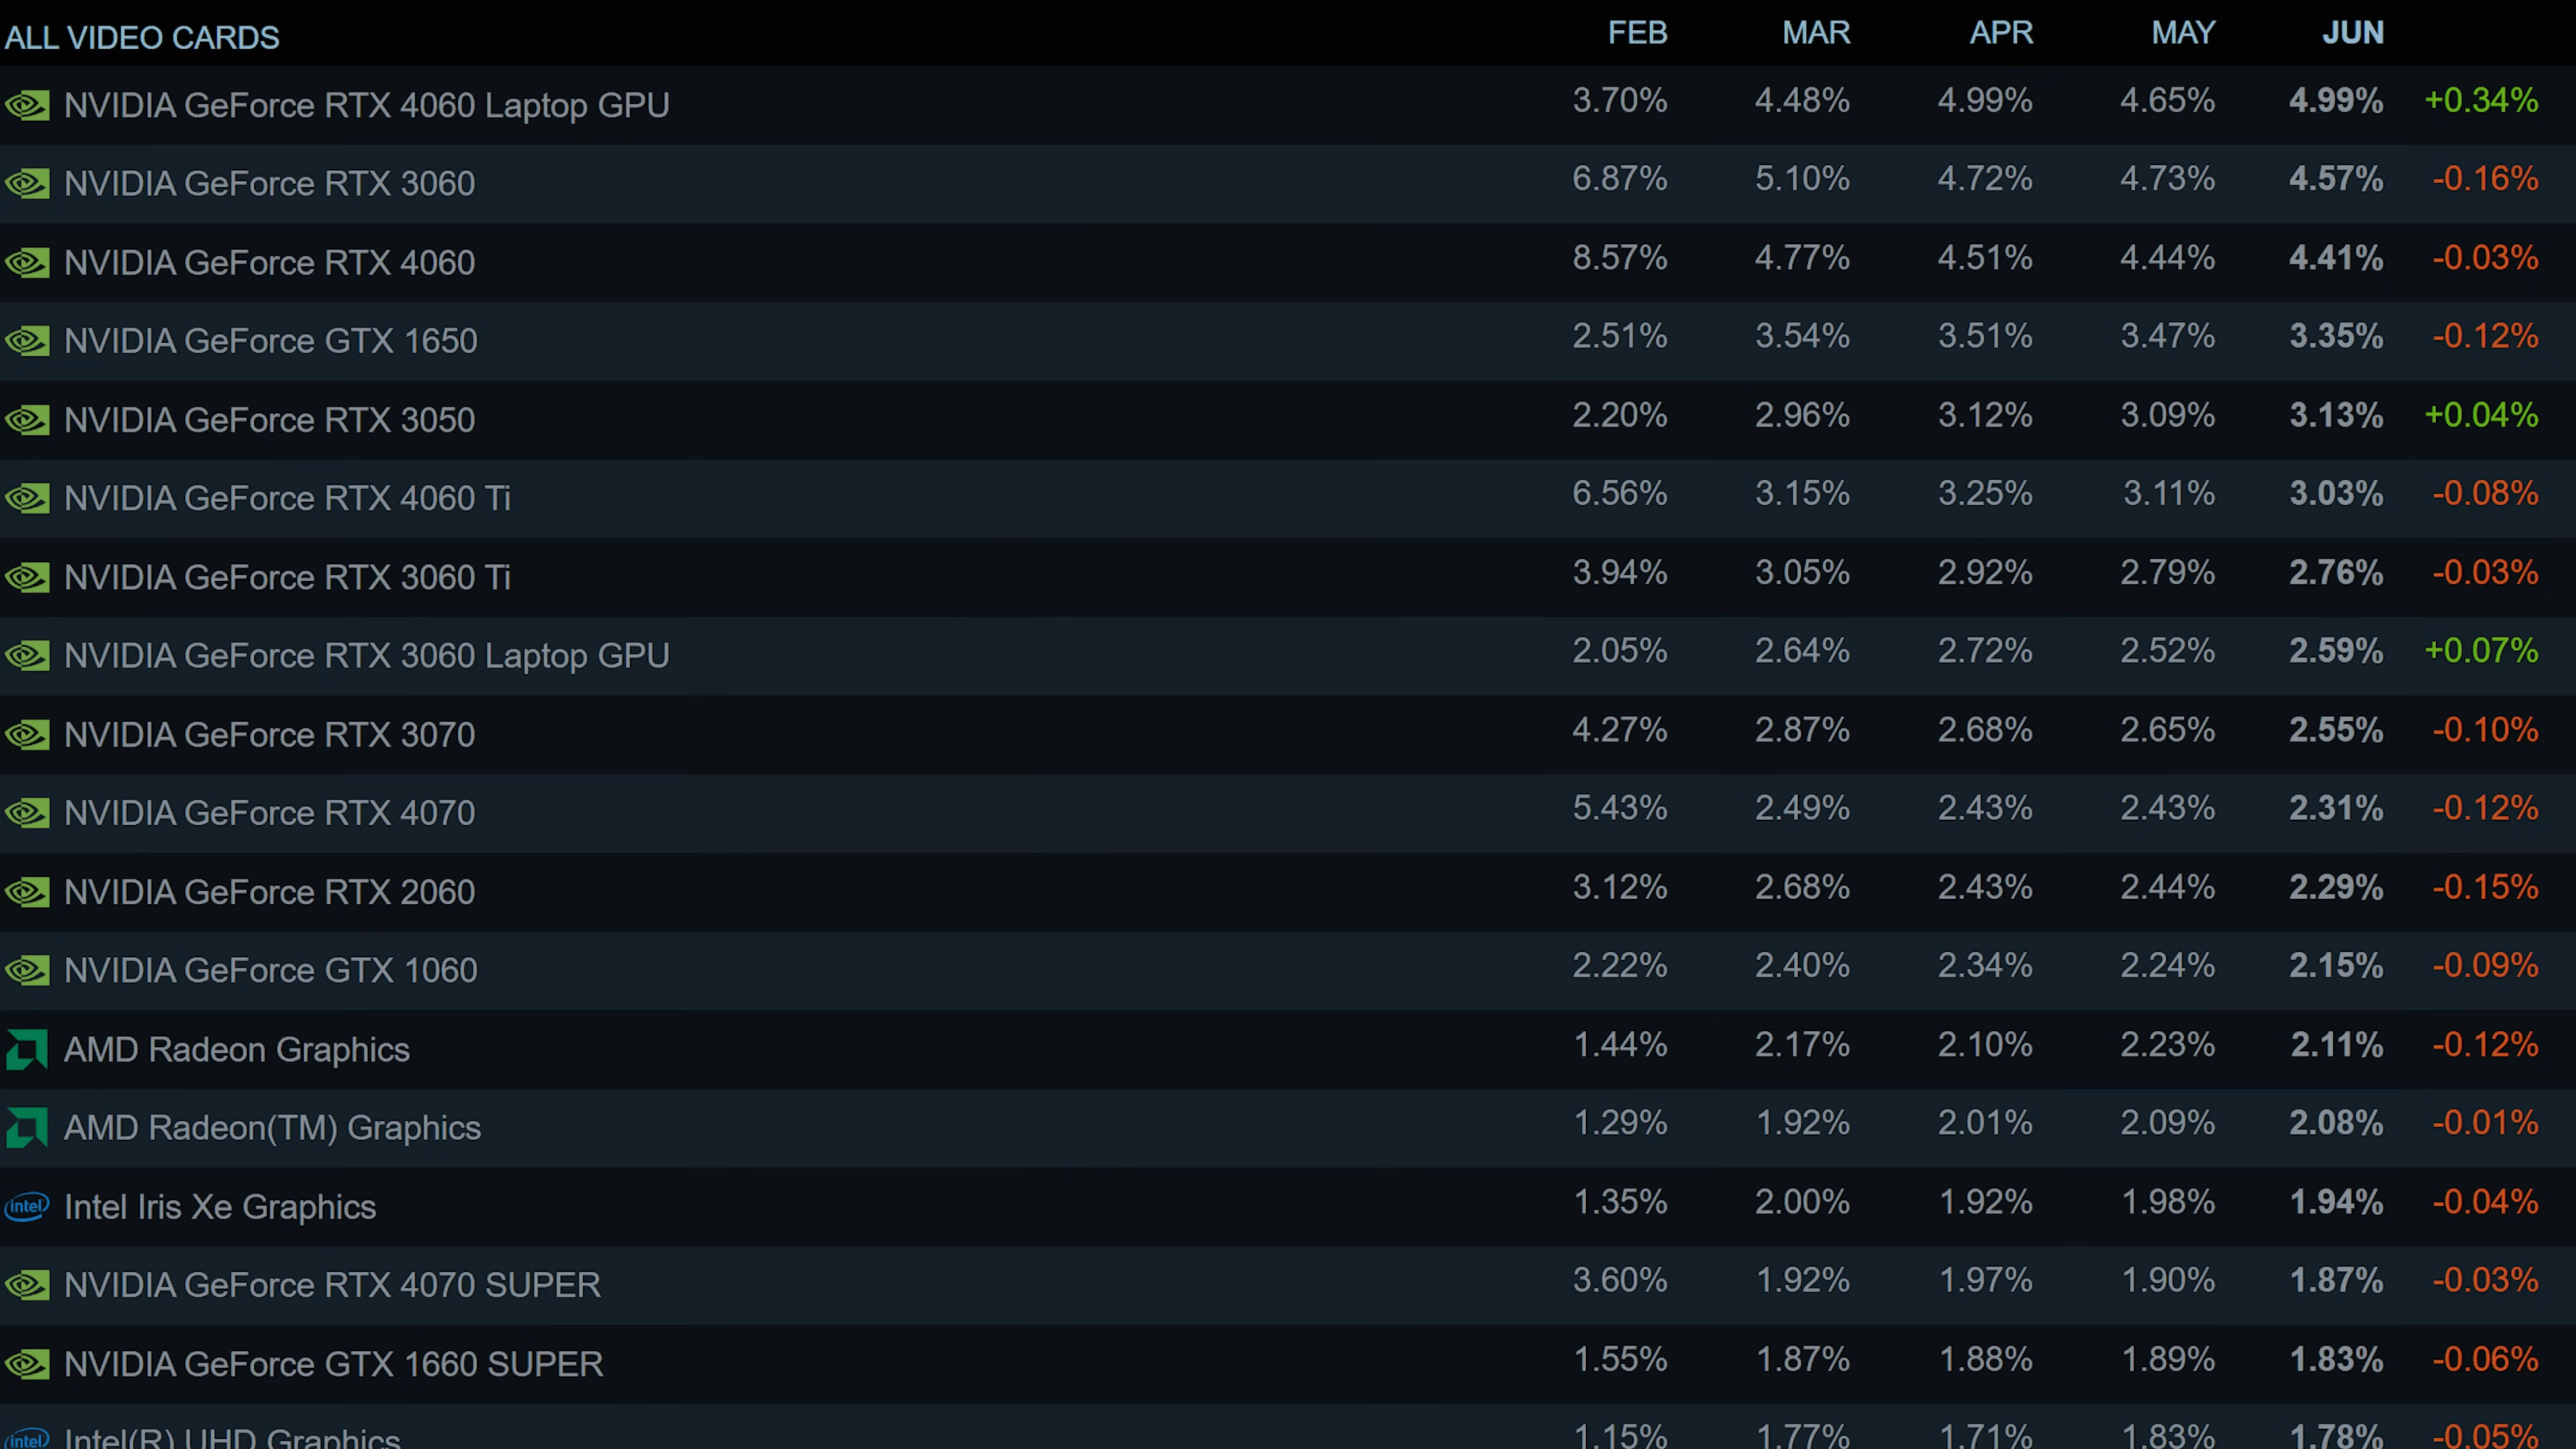 ALL VIDEO CARDS FEB MAR APR MAY JUN
NVIDIA GeForce RTX 4060 Laptop GPU 3.70% 4.48% 4.99% 4.65% 4.99% +0.34%
NVIDIA GeForce RTX 3060 6.87% 5.10% 4.72% 4.73% 4.57% -0.16%
NVIDIA GeForce RTX 4060 8.57% 4.77% 4.51% 4.44% 4.41% -0.03%
NVIDIA GeForce GTX 1650 2.51% 3.54% 3.51% 3.47% 3.35% -0.12%
NVIDIA GeForce RTX 3050 2.20% 2.96% 3.12% 3.09% 3.13% +0.04%
NVIDIA GeForce RTX 4060 Ti 6.56% 3.15% 3.25% 3.11% 3.03% -0.08%
NVIDIA GeForce RTX 3060 Ti 3.94% 3.05% 2.92% 2.79% 2.76% -0.03%
NVIDIA GeForce RTX 3060 Laptop GPU 2.05% 2.64% 2.72% 2.52% 2.59% +0.07%
NVIDIA GeForce RTX 3070 4.27% 2.87% 2.68% 2.65% 2.55% -0.10%
NVIDIA GeForce RTX 4070 5.43% 2.49% 2.43% 2.43% 2.31% -0.12%
NVIDIA GeForce RTX 2060 3.12% 2.68% 2.43% 2.44% 2.29% -0.15%
NVIDIA GeForce GTX 1060 2.22% 2.40% 2.34% 2.24% 2.15% -0.09%
AMD Radeon Graphics 1.44% 2.17% 2.10% 2.23% 2.11% -0.12%
AMD Radeon(TM) Graphics 1.29% 1.92% 2.01% 2.09% 2.08% -0.01%
intel Intel Iris Xe Graphics 1.35% 2.00% 1.92% 1.98% 1.94% -0.04%
NVIDIA GeForce RTX 4070 SUPER 3.60% 1.92% 1.97% 1.90% 1.87% -0.03%
NVIDIA GeForce GTX 1660 SUPER 1.55% 1.87% 1.88% 1.89% 1.83% -0.06%
intel Intel(R) UHD Graphics 1.15% 1.77% 1.71% 1.83% 1.78% -0.05%